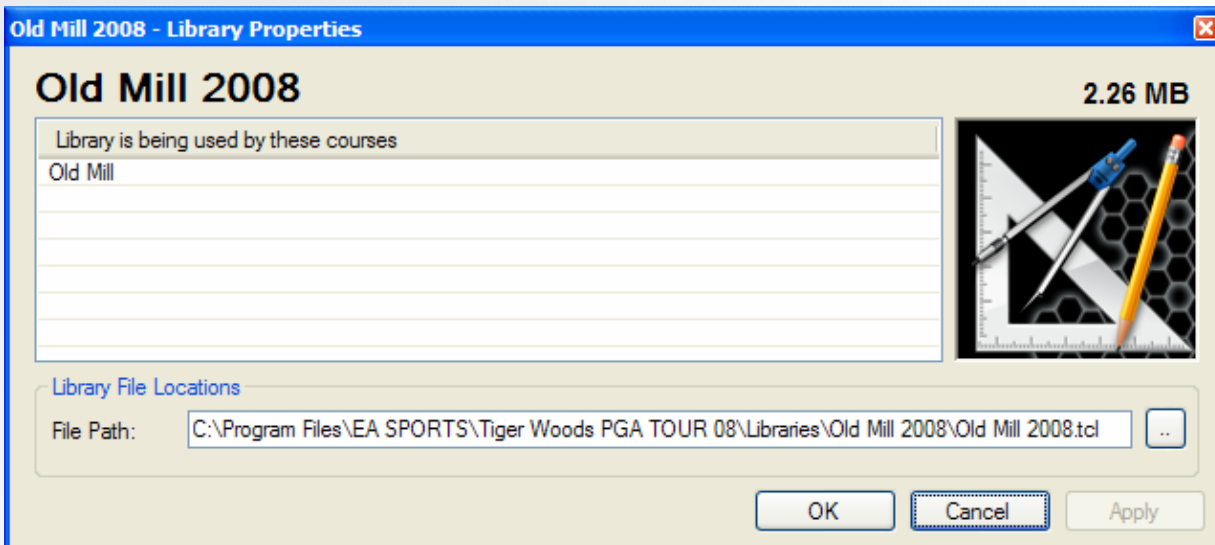 Old Mill 2008 - Library Properties
Old Mill 2008
2.26 MB
Library is being used by these courses
Old Mill
Library File Locations
File Path:
C:\Program Files\EA SPORTS\Tiger Woods PGA TOUR 08\Libraries\Old Mill 2008\Old Mill 2008.tcl
..
OK
Cancel
Apply